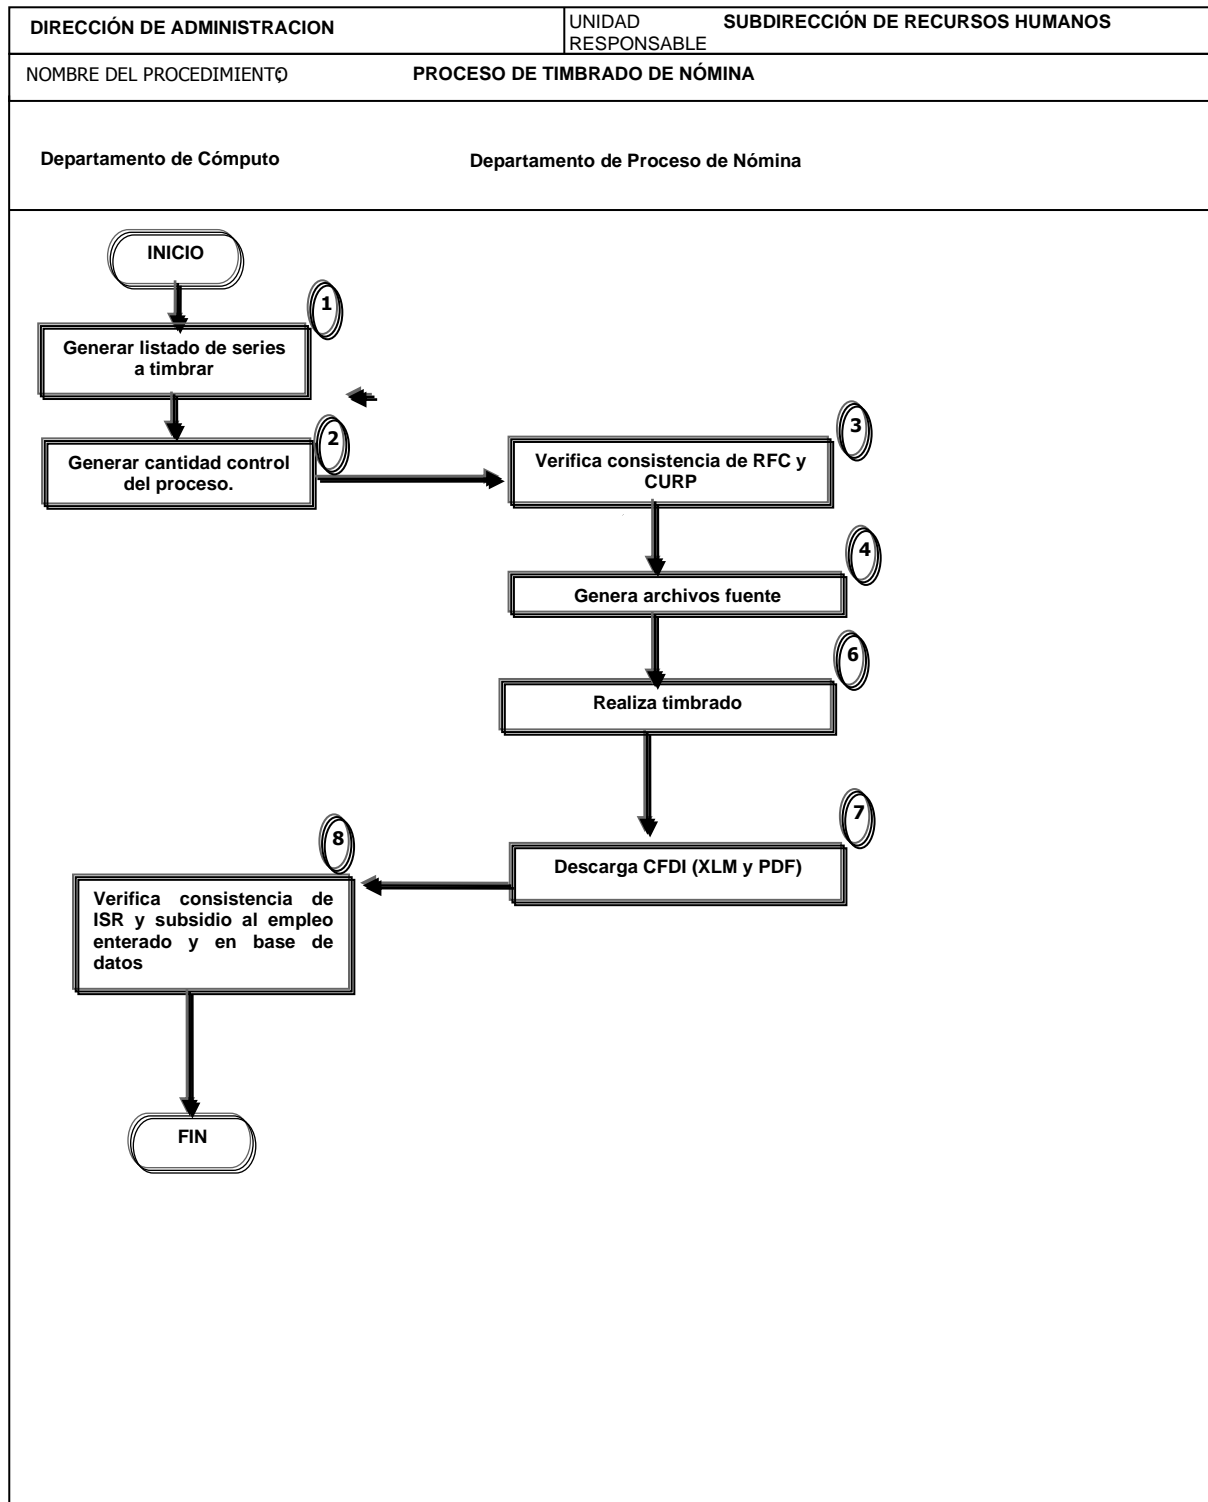 DIRECCIÓN DE ADMINISTRACION
UNIDAD
RESPONSABLE
SUBDIRECCIÓN DE RECURSOS HUMANOS
NOMBRE DEL PROCEDIMIENTO:
PROCESO DE TIMBRADO DE NÓMINA
Departamento de Cómputo
Departamento de Proceso de Nómina
INICIO
1
Generar listado de series
a timbrar
2
Generar cantidad control
del proceso.
3
Verifica consistencia de RFC y
CURP
4
Genera archivos fuente
6
Realiza timbrado
7
Descarga CFDI (XLM y PDF)
8
Verifica consistencia de
ISR y subsidio al empleo
enterado y en base de
datos
FIN